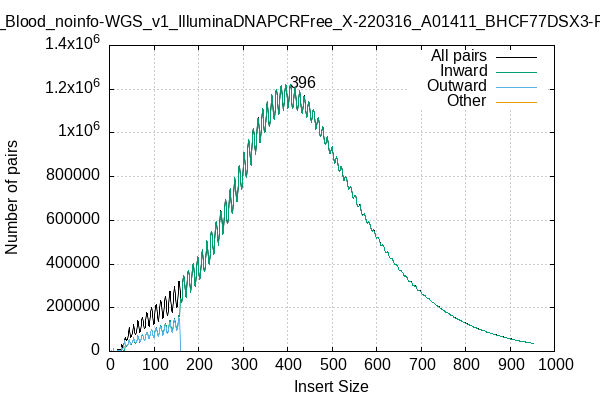 _Blood_noinfo-WGS_v1_IlluminaDNAPCRFree_X-220316_A01411_BHCF77DSX3-
1.4x10^6
1.2x10^6
1x10^6
800000
600000
400000
200000
0
Number of pairs
396
All pairs
Inward
Outward
Other
0 100 200 300 400 500 600 700 800 900 1000
Insert Size